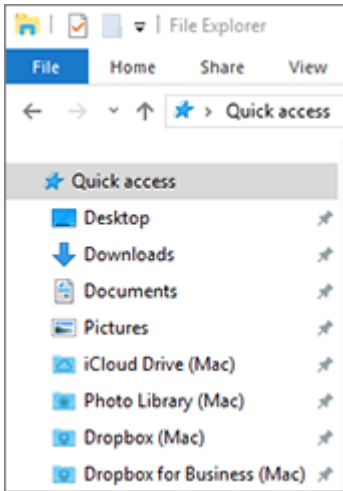 File Explorer
File Home Share View
Quick access
Quick access
Desktop
Downloads
Documents
Pictures
iCloud Drive (Mac)
Photo Library (Mac)
Dropbox (Mac)
Dropbox for Business (Mac)